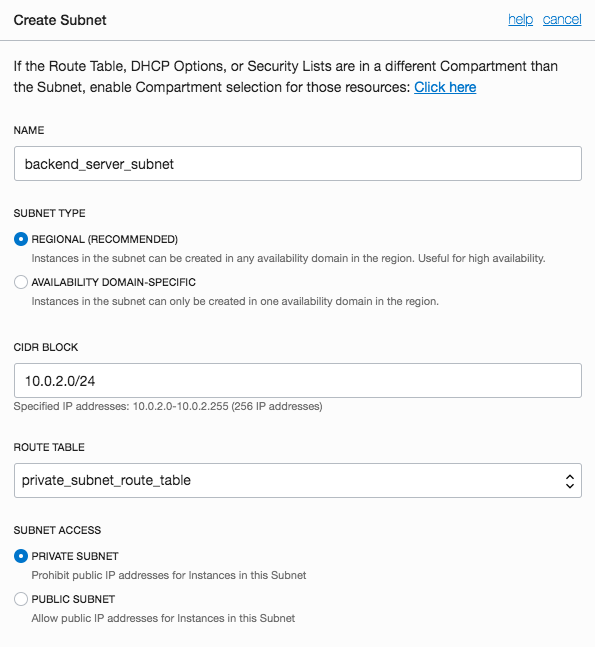 Create Subnet
help cancel
If the Route Table, DHCP Options, or Security Lists are in a different Compartment than
the Subnet, enable Compartment selection for those resources: Click here
NAME
backend_server_subnet
SUBNET TYPE
REGIONAL (RECOMMENDED)
Instances in the subnet can be created in any availability domain in the region. Useful for high availability.
AVAILABILITY DOMAIN-SPECIFIC
Instances in the subnet can only be created in one availability domain in the region.
CIDR BLOCK
10.0.2.0/24
Specified IP addresses: 10.0.2.0-10.0.2.255 (256 IP addresses)
ROUTE TABLE
private_subnet_route_table
SUBNET ACCESS
PRIVATE SUBNET
Prohibit public IP addresses for Instances in this Subnet
PUBLIC SUBNET
Allow public IP addresses for Instances in this Subnet